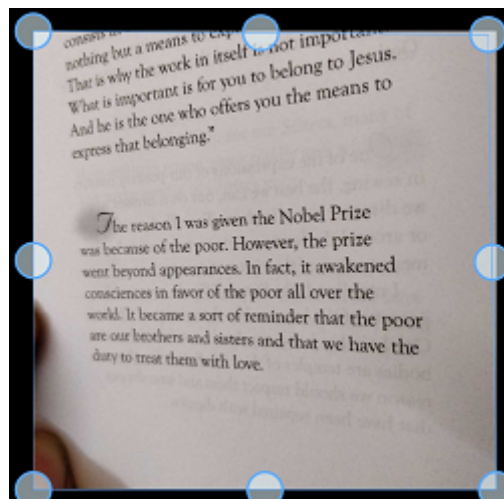 consists
nothing but a means to
That is why the work in itself is not
What is important is for you to belong to Jesus.
And he is the one who offers you the means to
express that belonging."
The reason I was given the Nobel Prize
was because of the poor. However, the prize
went beyond appearances. In fact, it awakened
consciences in favor of the poor all over the
world. It became a sort of reminder that the poor
are our brothers and sisters and that we have the
duty to treat them with love.